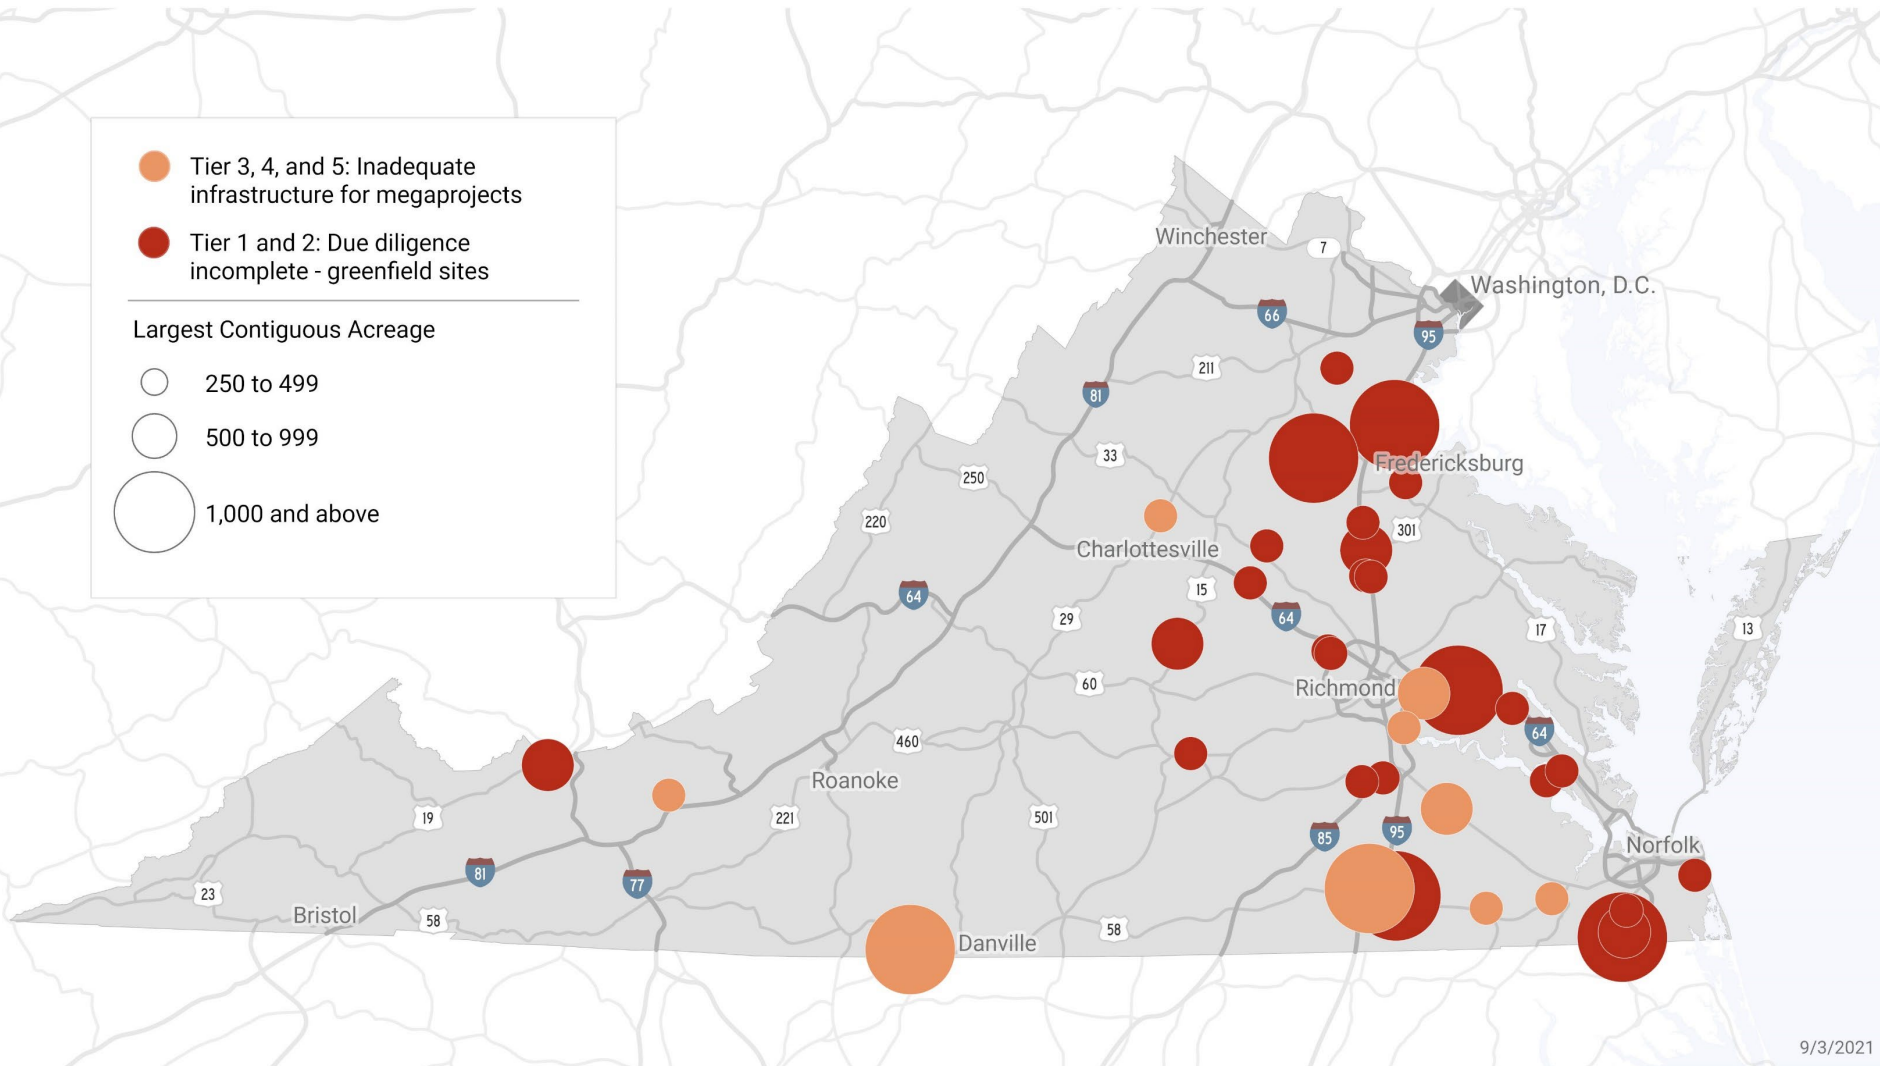 Tier 3, 4, and 5: Inadequate
infrastructure for megaprojects
Tier 1 and 2: Due diligence
incomplete - greenfield sites
Largest Contiguous Acreage
250 to 499
500 to 999
1,000 and above
Winchester
7
Washington, D.C.
66
95
211
81
33
Fredericksburg
250
220
301
Charlottesville
15
64
64
29
17
13
60
Richmond
64
460
Roanoke
19
221
501
85
95
Norfolk
81
77
23
Bristol
58
58
Danville
9/3/2021